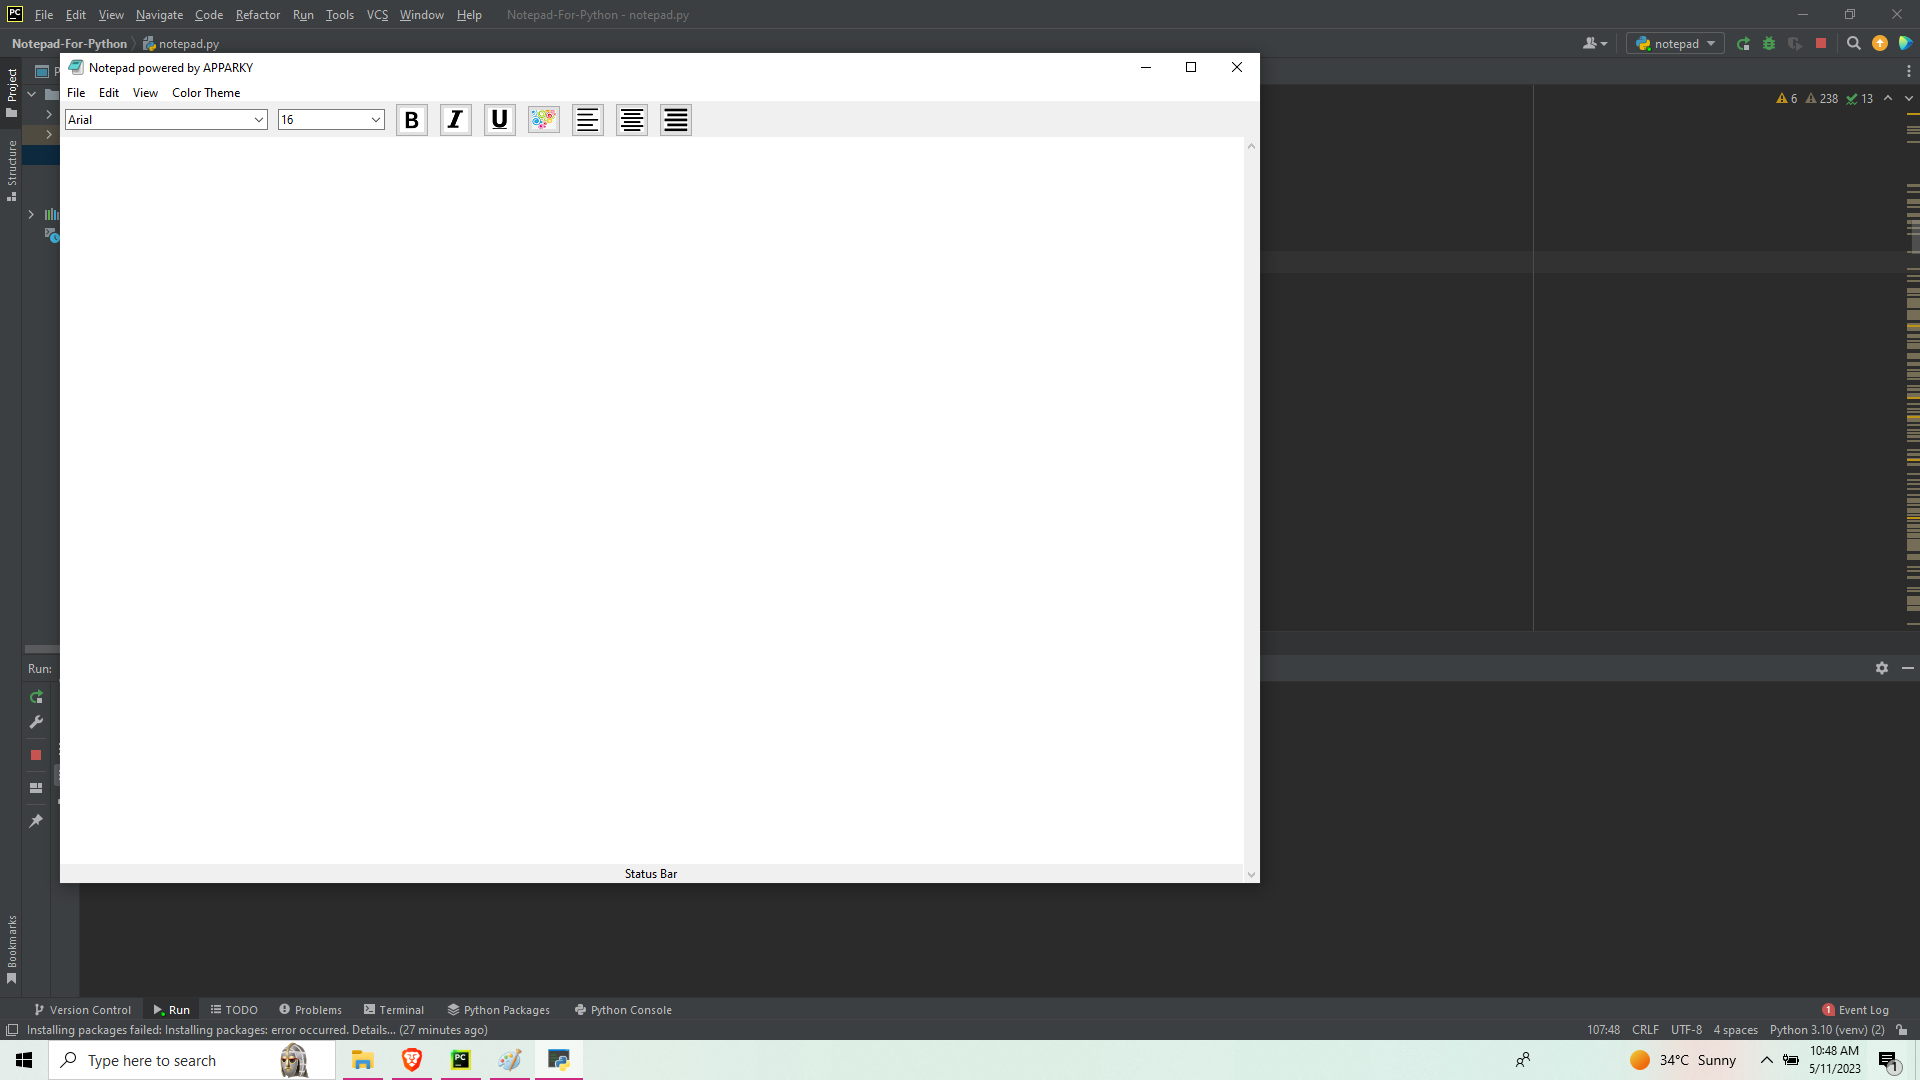 PC File Edit View Navigate Code Refactor Run Tools VCS Window Help Notepad-For-Python - notepad.py
Notepad-For-Python notepad.py notepad
Project
P
Notepad powered by APPARKY
File Edit View Color Theme
6 238 13
Arial 16 B I U
Structure
Run:
Status Bar
Bookmarks
Version Control Run TODO Problems Terminal Python Packages Python Console 1 Event Log
Installing packages failed: Installing packages: error occurred. Details... (27 minutes ago) 107:48 CRLF UTF-8 4 spaces Python 3.10 (venv) (2)
Type here to search PC 34°C Sunny 10:48 AM
5/11/2023 1